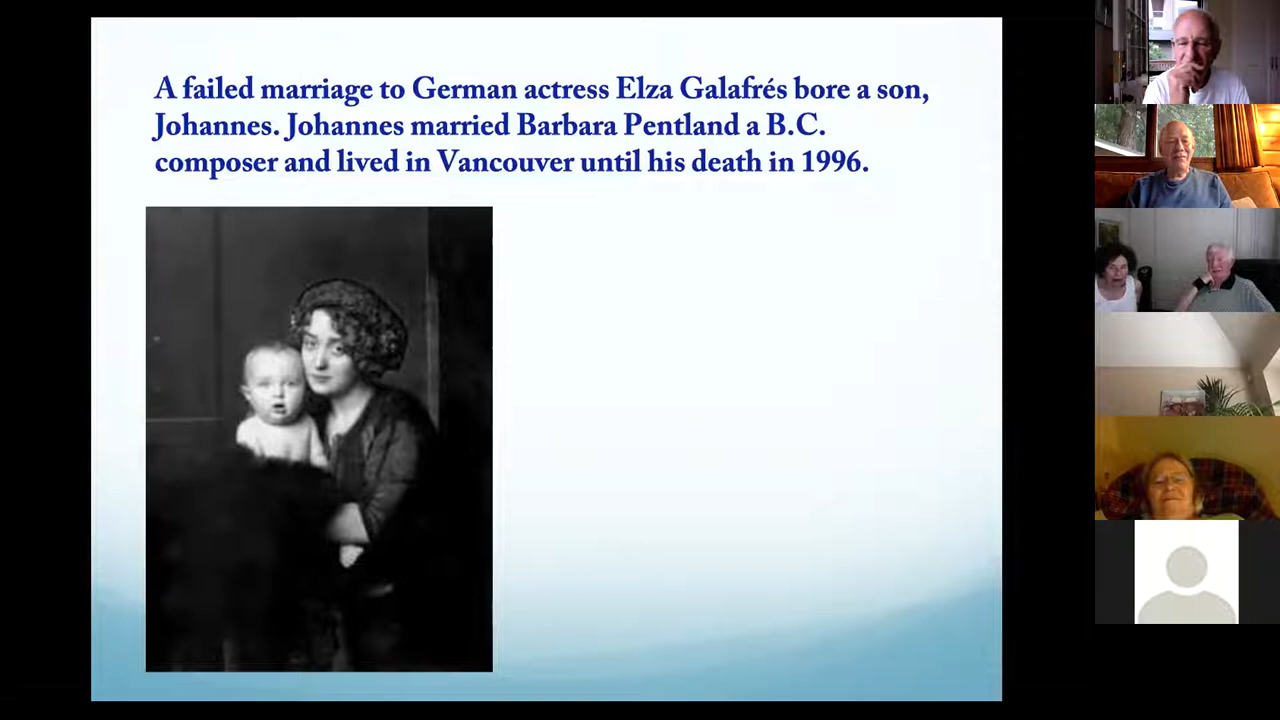 A failed marriage to German actress Elza Galafrés bore a son,
Johannes. Johannes married Barbara Pentland a B.C.
composer and lived in Vancouver until his death in 1996.